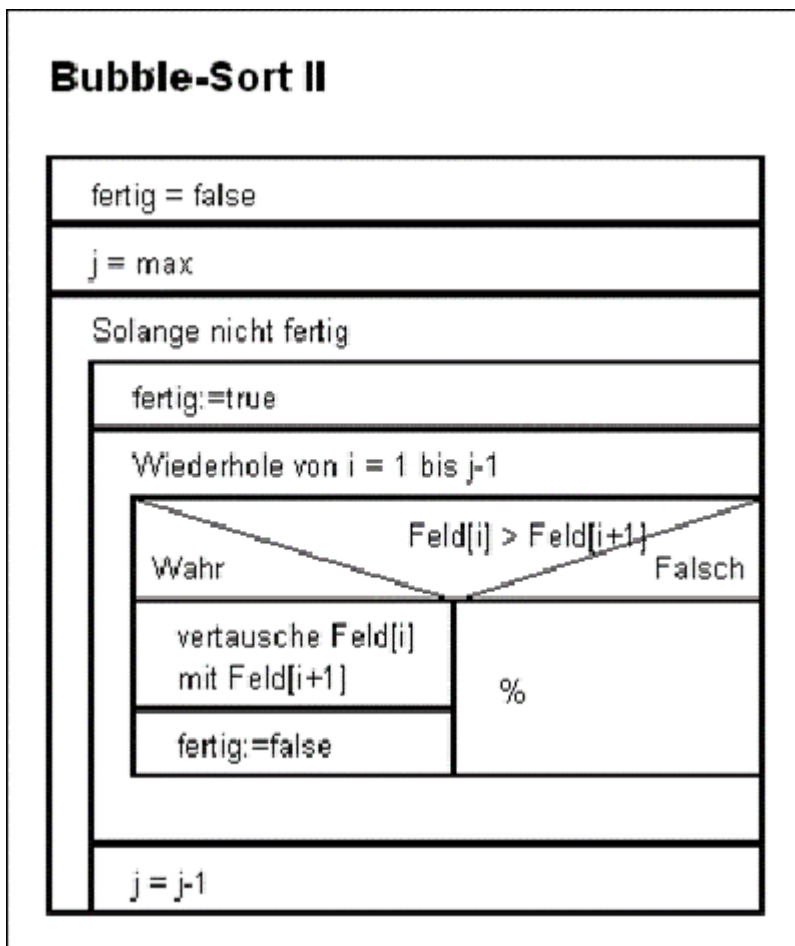 Bubble-Sort II
fertig = false
j = max
Solange nicht fertig
fertig:=true
Wiederhole von i = 1 bis j-1
Feld[i] > Feld[i+1]
Wahr
Falsch
vertausche Feld[i]
mit Feld[i+1]
%
fertig:=false
j = j-1